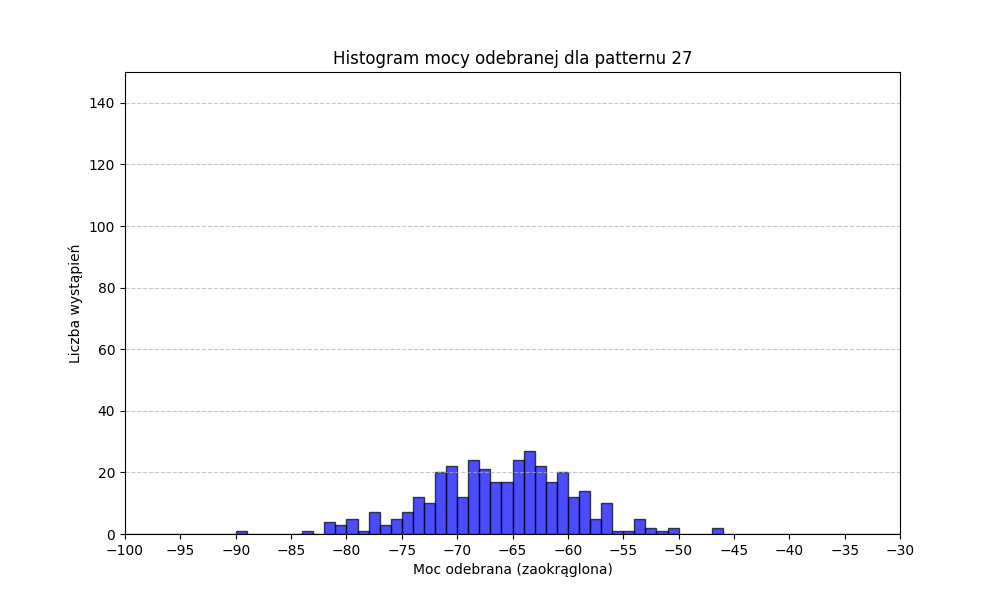 Histogram mocy odebranej dla patternu 27
140
120
100
80
60
40
20
0
Liczba wystąpień
−100 −95 −90 −85 −80 −75 −70 −65 −60 −55 −50 −45 −40 −35 −30
Moc odebrana (zaokrąglona)